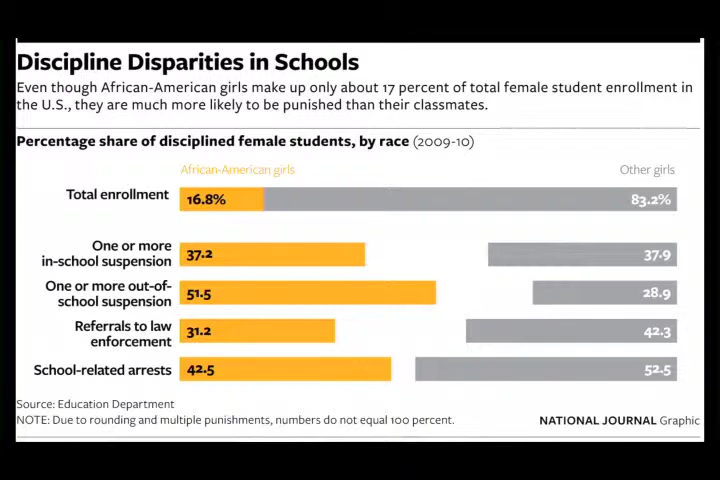 Discipline Disparities in Schools
Even though African-American girls make up only about 17 percent of total female student enrollment in
the U.S., they are much more likely to be punished than their classmates.
Percentage share of disciplined female students, by race (2009-10)
African-American girls Other girls
Total enrollment 16.8% 83.2%
One or more
in-school suspension 37.2 37.9
One or more out-of-
school suspension 51.5 28.9
Referrals to law
enforcement 31.2 42.3
School-related arrests 42.5 52.5
Source: Education Department
NOTE: Due to rounding and multiple punishments, numbers do not equal 100 percent. NATIONAL JOURNAL Graphic